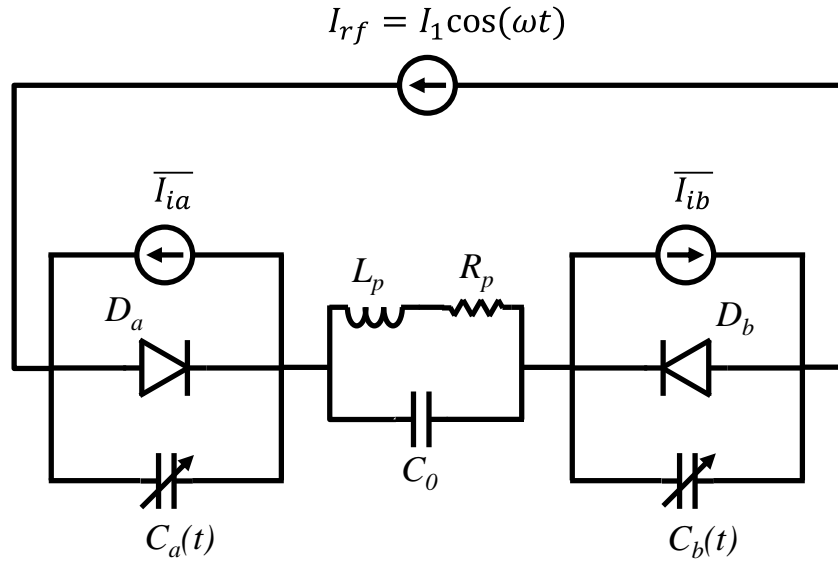 I_{rf} = I_1cos(ωt)
\overline{I_{ia}}
\overline{I_{ib}}
L_p
R_p
D_a
D_b
C_0
C_a(t)
C_b(t)